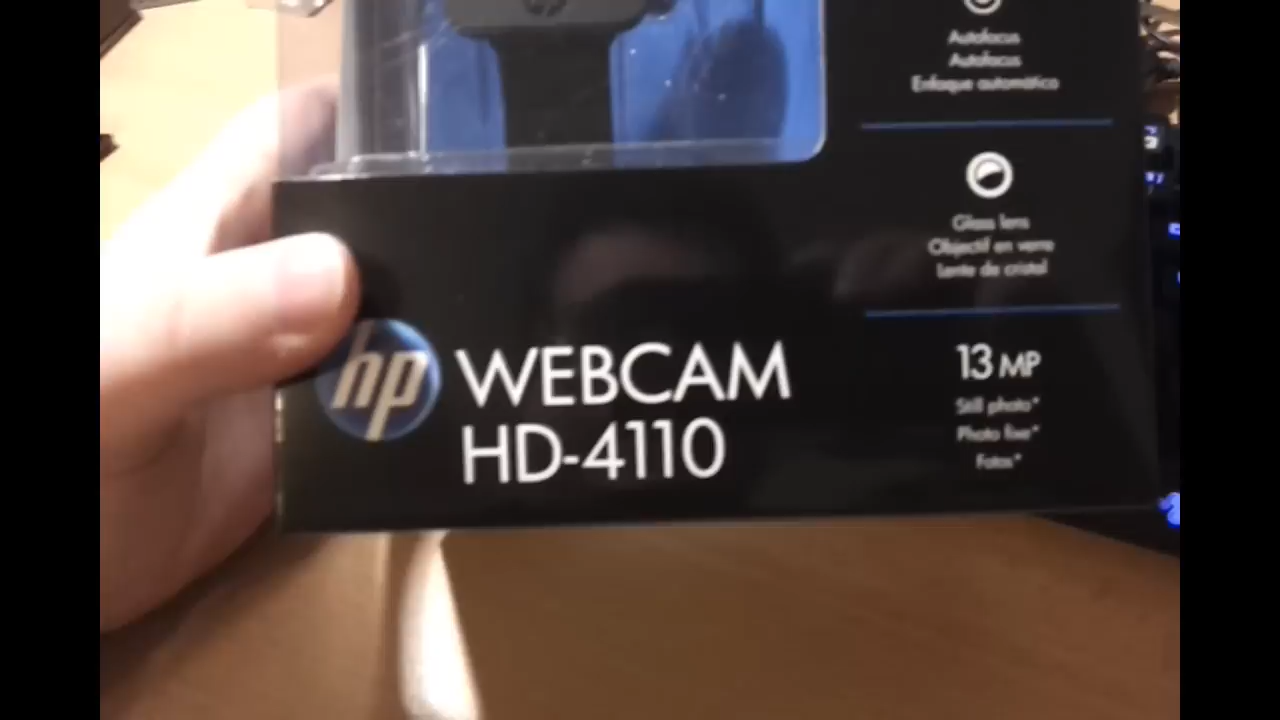 Autofocus
Autofocus
Enfoque automático
Glass lens
Objectif en verre
Lente de cristal
hp WEBCAM
HD-4110
13 MP
Still photo*
Photo fixe*
Fotos*